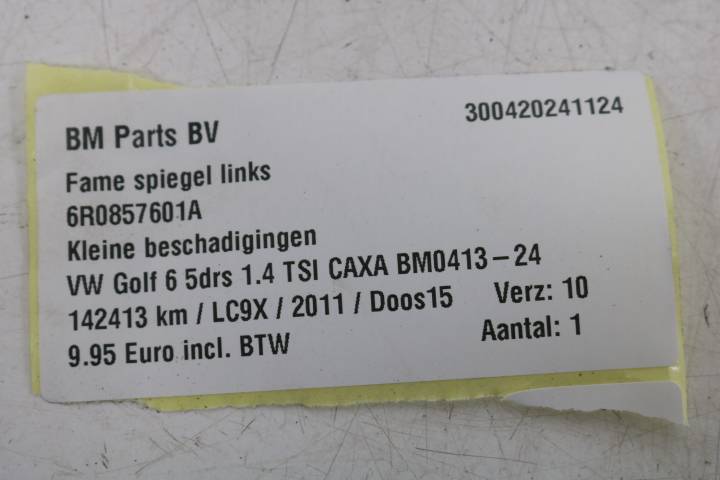 BM Parts BV 300420241124
Fame spiegel links
6R0857601A
Kleine beschadigingen
VW Golf 6 5drs 1.4 TSI CAXA BM0413-24
142413 km / LC9X / 2011 / Doos15 Verz: 10
9.95 Euro incl. BTW Aantal: 1